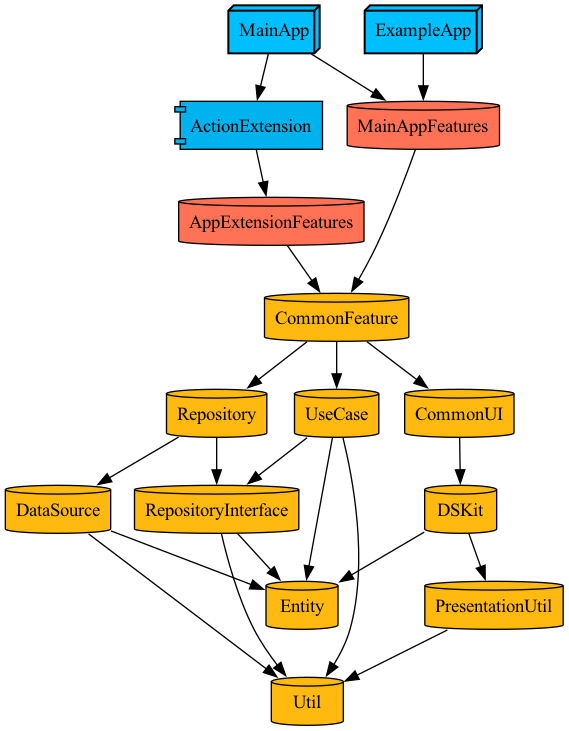 MainApp
ExampleApp
ActionExtension
MainAppFeatures
AppExtensionFeatures
CommonFeature
Repository
UseCase
CommonUI
DataSource
RepositoryInterface
DSKit
Entity
PresentationUtil
Util